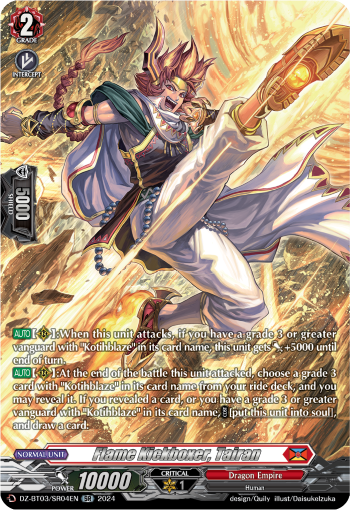 2
GRADE
INTERCEPT
5000
SHIELD
AUTO [R]:When this unit attacks, if you have a grade 3 or greater
vanguard with "Kotihblaze" in its card name, this unit gets +5000 until
end of turn.
AUTO [R]:At the end of the battle this unit attacked, choose a grade 3
card with "Kotihblaze" in its card name from your ride deck, and you
may reveal it. If you revealed a card, or you have a grade 3 or greater
vanguard with "Kotihblaze" in its card name, [put this unit into soul],
and draw a card.
NORMAL UNIT
Flame Kickboxer, Tairan
POWER 10000
CRITICAL
1
Dragon Empire
Human
DZ-BT03/SR04EN SR 2024
design/Quily illust/DaisukeIzuka